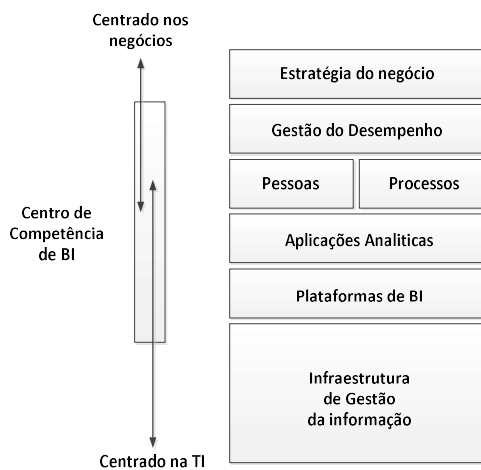 Centrado nos
negócios
Estratégia do negócio
Gestão do Desempenho
Pessoas
Processos
Centro de
Competência
de BI
Aplicações Analiticas
Plataformas de BI
Infraestrutura
de Gestão
da informação
Centrado na TI